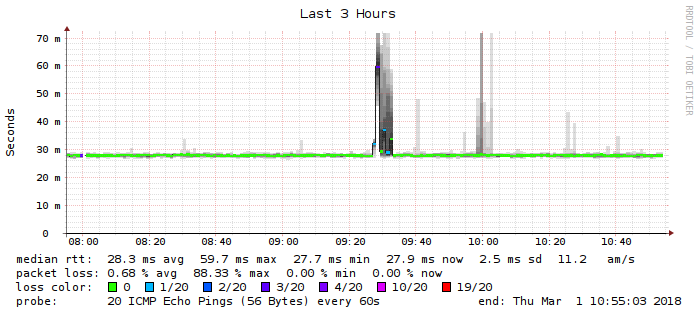 Last 3 Hours
RRDTOOL / TOBI OETIKER
Seconds
70 m
60 m
50 m
40 m
30 m
20 m
10 m
0
08:00 08:20 08:40 09:00 09:20 09:40 10:00 10:20 10:40
median rtt: 28.3 ms avg 59.7 ms max 27.7 ms min 27.9 ms now 2.5 ms sd 11.2 am/s
packet loss: 0.68 % avg 88.33 % max 0.00 % min 0.00 % now
loss color: 0 1/20 2/20 3/20 4/20 10/20 19/20
probe: 20 ICMP Echo Pings (56 Bytes) every 60s end: Thu Mar 1 10:55:03 2018